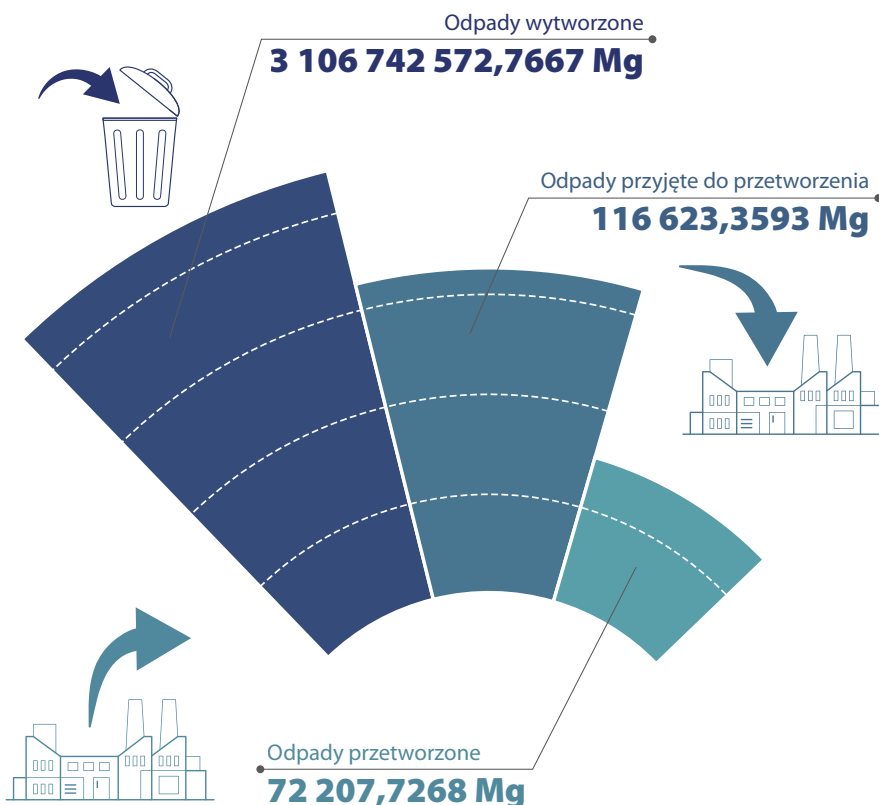 Odpady wytworzone
3 106 742 572,7667 Mg
Odpady przyjęte do przetworzenia
116 623,3593 Mg
Odpady przetworzone
72 207,7268 Mg